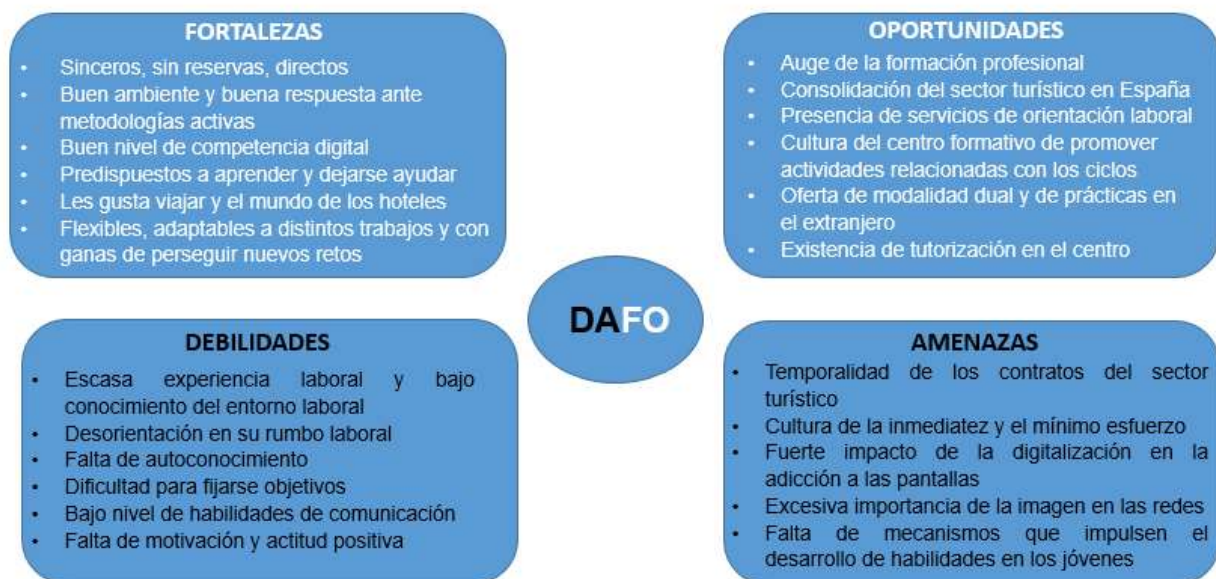 FORTALEZAS
• Sinceros, sin reservas, directos
• Buen ambiente y buena respuesta ante
metodologías activas
• Buen nivel de competencia digital
• Predispuestos a aprender y dejarse ayudar
• Les gusta viajar y el mundo de los hoteles
• Flexibles, adaptables a distintos trabajos y con
ganas de perseguir nuevos retos
OPORTUNIDADES
• Auge de la formación profesional
• Consolidación del sector turístico en España
• Presencia de servicios de orientación laboral
• Cultura del centro formativo de promover
actividades relacionadas con los ciclos
• Oferta de modalidad dual y de prácticas en
el extranjero
• Existencia de tutorización en el centro
DAFO
DEBILIDADES
• Escasa experiencia laboral y bajo
conocimiento del entorno laboral
• Desorientación en su rumbo laboral
• Falta de autoconocimiento
• Dificultad para fijarse objetivos
• Bajo nivel de habilidades de comunicación
• Falta de motivación y actitud positiva
AMENAZAS
• Temporalidad de los contratos del sector
turístico
• Cultura de la inmediatez y el mínimo esfuerzo
• Fuerte impacto de la digitalización en la
adicción a las pantallas
• Excesiva importancia de la imagen en las redes
• Falta de mecanismos que impulsen el
desarrollo de habilidades en los jóvenes